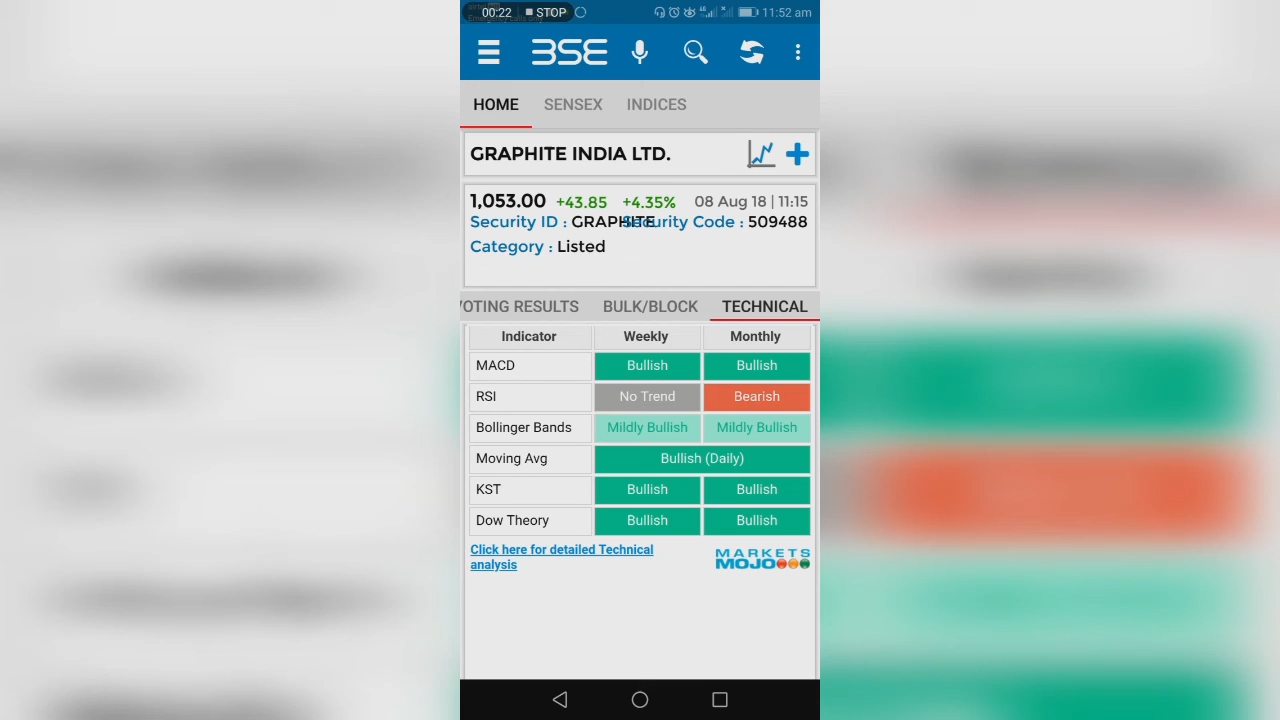 00:22 STOP 11:52 am
BSE
HOME SENSEX INDICES
GRAPHITE INDIA LTD.
1,053.00 +43.85 +4.35% 08 Aug 18 | 11:15
Security ID : GRAPHITE Security Code : 509488
Category : Listed
VOTING RESULTS BULK/BLOCK TECHNICAL
Indicator Weekly Monthly
MACD Bullish Bullish
RSI No Trend Bearish
Bollinger Bands Mildly Bullish Mildly Bullish
Moving Avg Bullish (Daily)
KST Bullish Bullish
Dow Theory Bullish Bullish
Click here for detailed Technical
analysis
MARKETS
MOJO